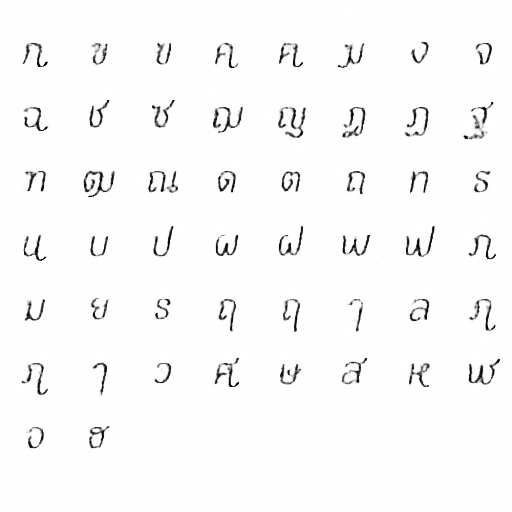 ก ข ฃ ค ฅ ฆ ง จ
ฉ ช ซ ฌ ญ ฎ ฏ ฐ
ฑ ฒ ณ ด ต ถ ท ธ
น บ ป ผ ฝ พ ฟ ภ
ม ย ร ฤ ฤ ๅ ล ฦ
ฦ ๅ ว ศ ษ ส ห ฬ
อ ฮ